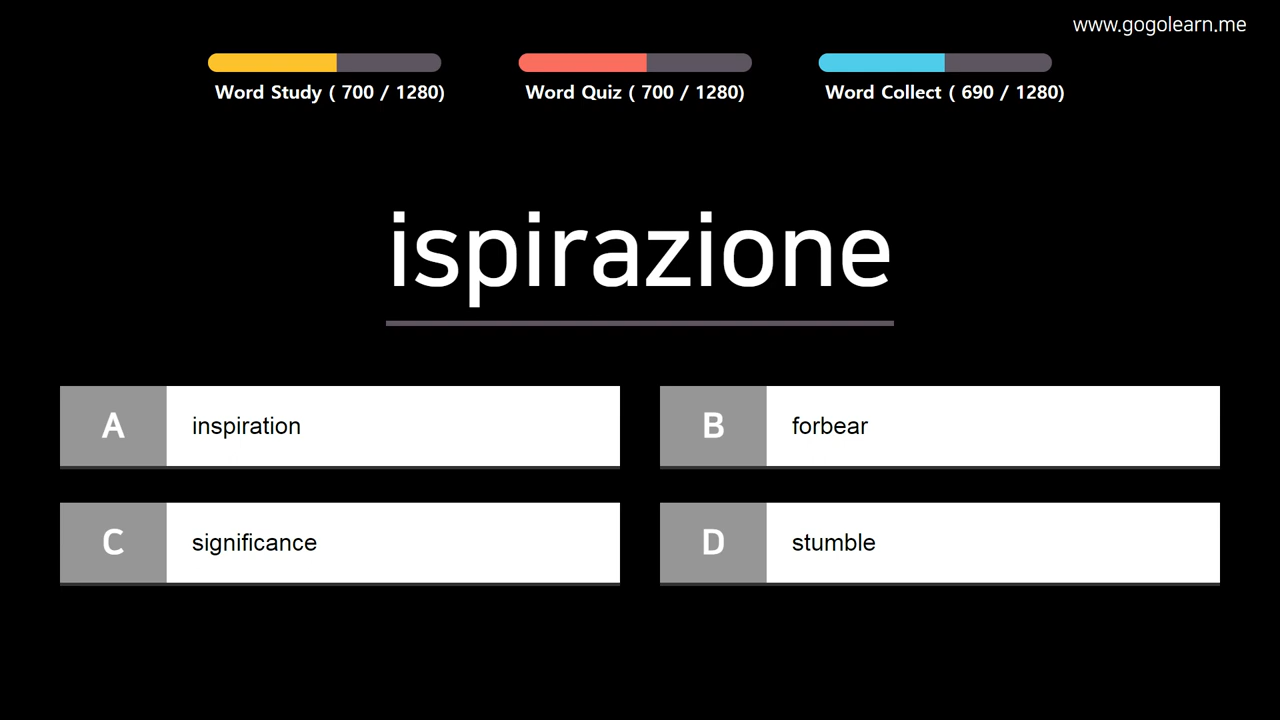 www.gogolearn.me
Word Study ( 700 / 1280)
Word Quiz ( 700 / 1280)
Word Collect ( 690 / 1280)
ispirazione
A inspiration
B forbear
C significance
D stumble